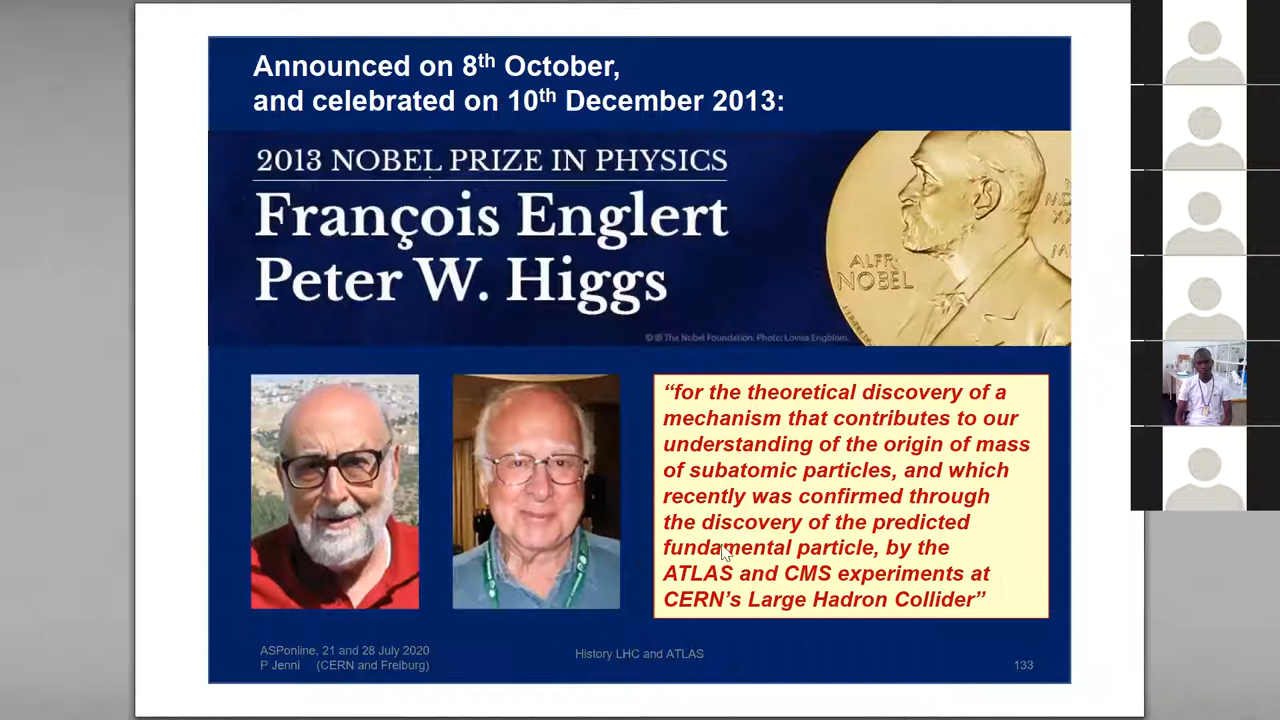 Announced on 8th October,
and celebrated on 10th December 2013:
2013 NOBEL PRIZE IN PHYSICS
François Englert
Peter W. Higgs
ALFR·
NOBEL
© ® The Nobel Foundation. Photo: Lovisa Engblom.
“for the theoretical discovery of a
mechanism that contributes to our
understanding of the origin of mass
of subatomic particles, and which
recently was confirmed through
the discovery of the predicted
fundamental particle, by the
ATLAS and CMS experiments at
CERN’s Large Hadron Collider”
ASPonline, 21 and 28 July 2020
P Jenni (CERN and Freiburg)
History LHC and ATLAS
133